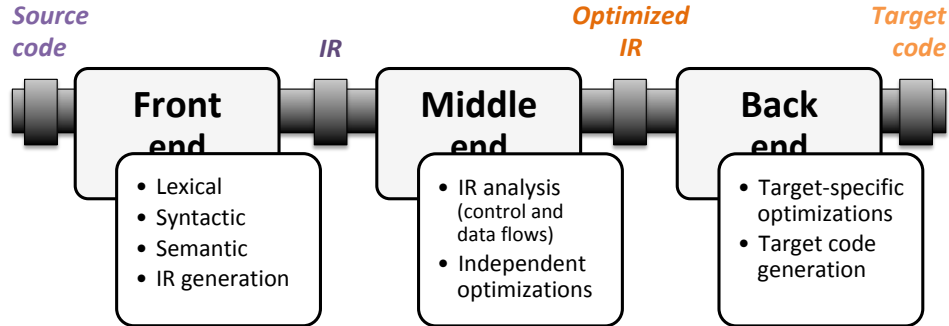 Source
code
IR
Optimized
IR
Target
code
Front
end
• Lexical
• Syntactic
• Semantic
• IR generation
Middle
end
• IR analysis
(control and
data flows)
• Independent
optimizations
Back
end
• Target-specific
optimizations
• Target code
generation